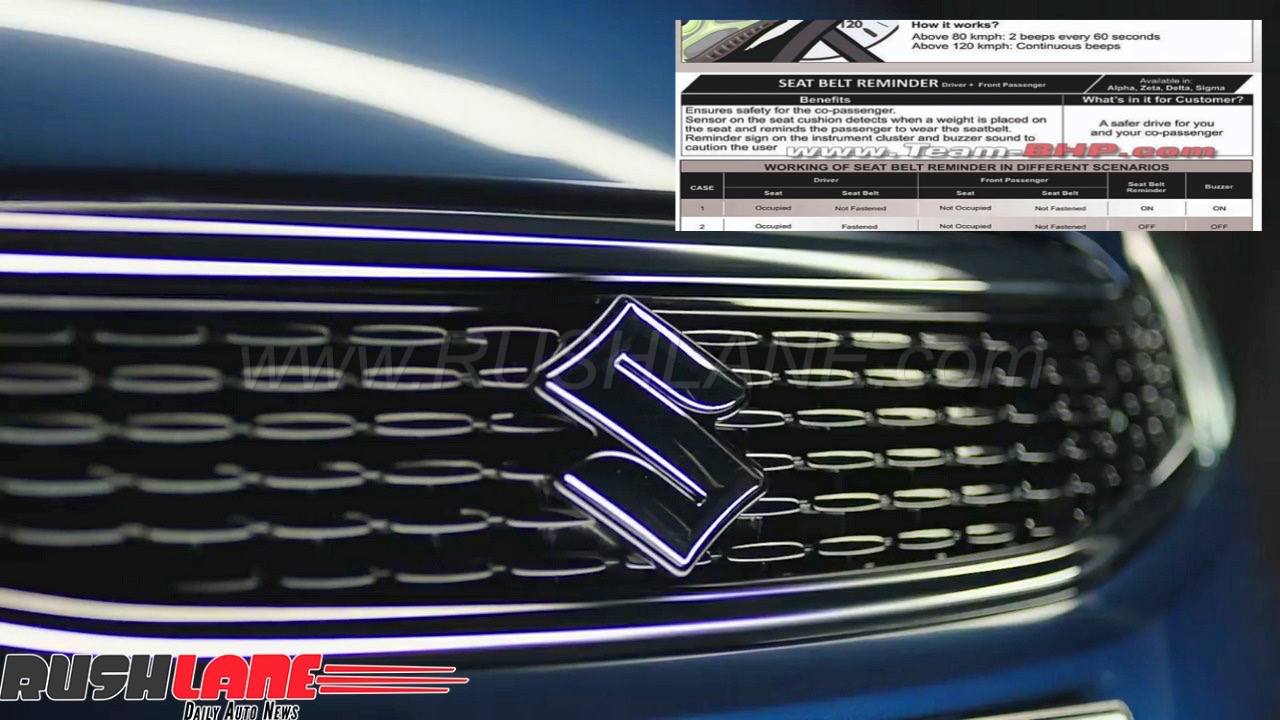 120
How it works?
Above 80 kmph: 2 beeps every 60 seconds
Above 120 kmph: Continuous beeps
SEAT BELT REMINDER Driver + Front Passenger
Available in:
Alpha, Zeta, Delta, Sigma
Benefits
What's in it for Customer?
Ensures safety for the co-passenger.
Sensor on the seat cushion detects when a weight is placed on
the seat and reminds the passenger to wear the seatbelt.
Reminder sign on the instrument cluster and buzzer sound to
caution the user
A safer drive for you
and your co-passenger
www.Team-BHP.com
WORKING OF SEAT BELT REMINDER IN DIFFERENT SCENARIOS
CASE Driver Front Passenger Seat Belt Reminder Buzzer
Seat Seat Belt Seat Seat Belt
1 Occupied Not Fastened Not Occupied Not Fastened ON ON
2 Occupied Fastened Not Occupied Not Fastened OFF OFF
www.RUSHLANE.com
RUSHLANE
DAILY AUTO NEWS